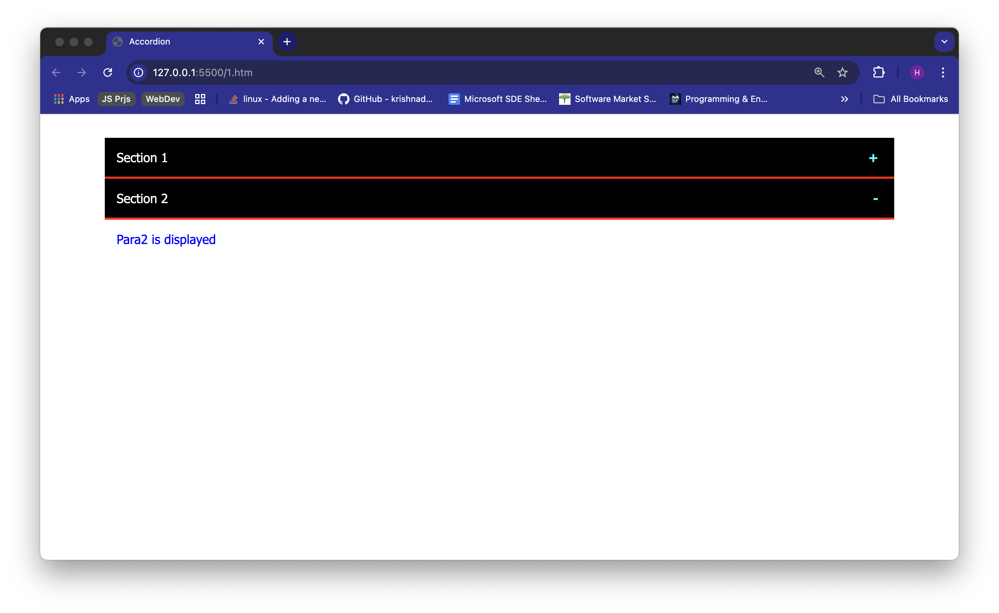 Accordion
127.0.0.1:5500/1.htm
H
Apps JS Prjs WebDev linux - Adding a ne... GitHub - krishnad... Microsoft SDE She... Software Market S... SF Programming & En... All Bookmarks
Section 1 +
Section 2 -
Para2 is displayed